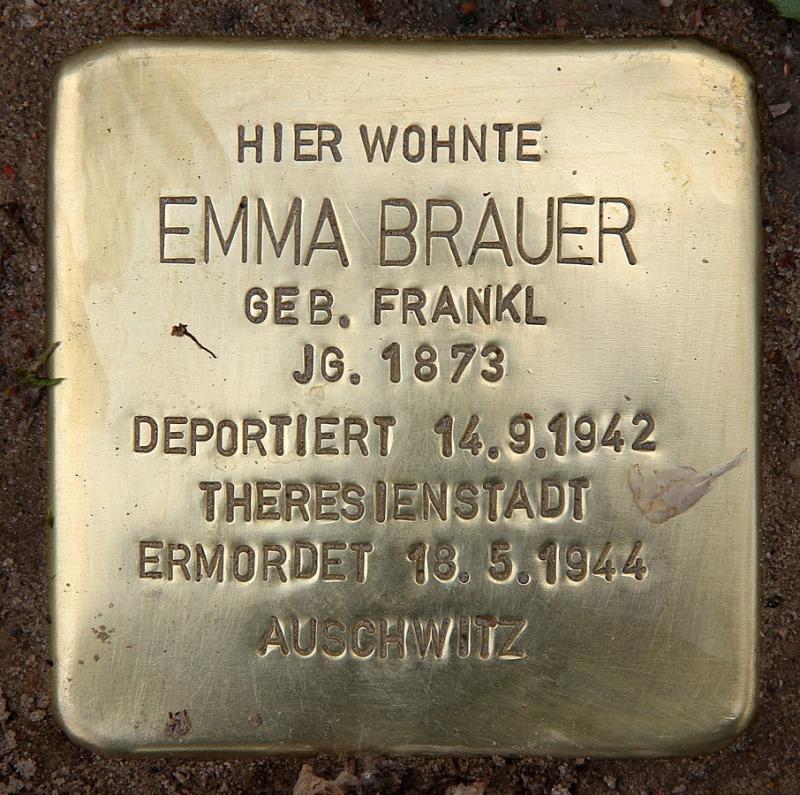 HIER WOHNTE
EMMA BRAUER
GEB. FRANKL
JG. 1873
DEPORTIERT 14.9.1942
THERESIENSTADT
ERMORDET 18.5.1944
AUSCHWITZ